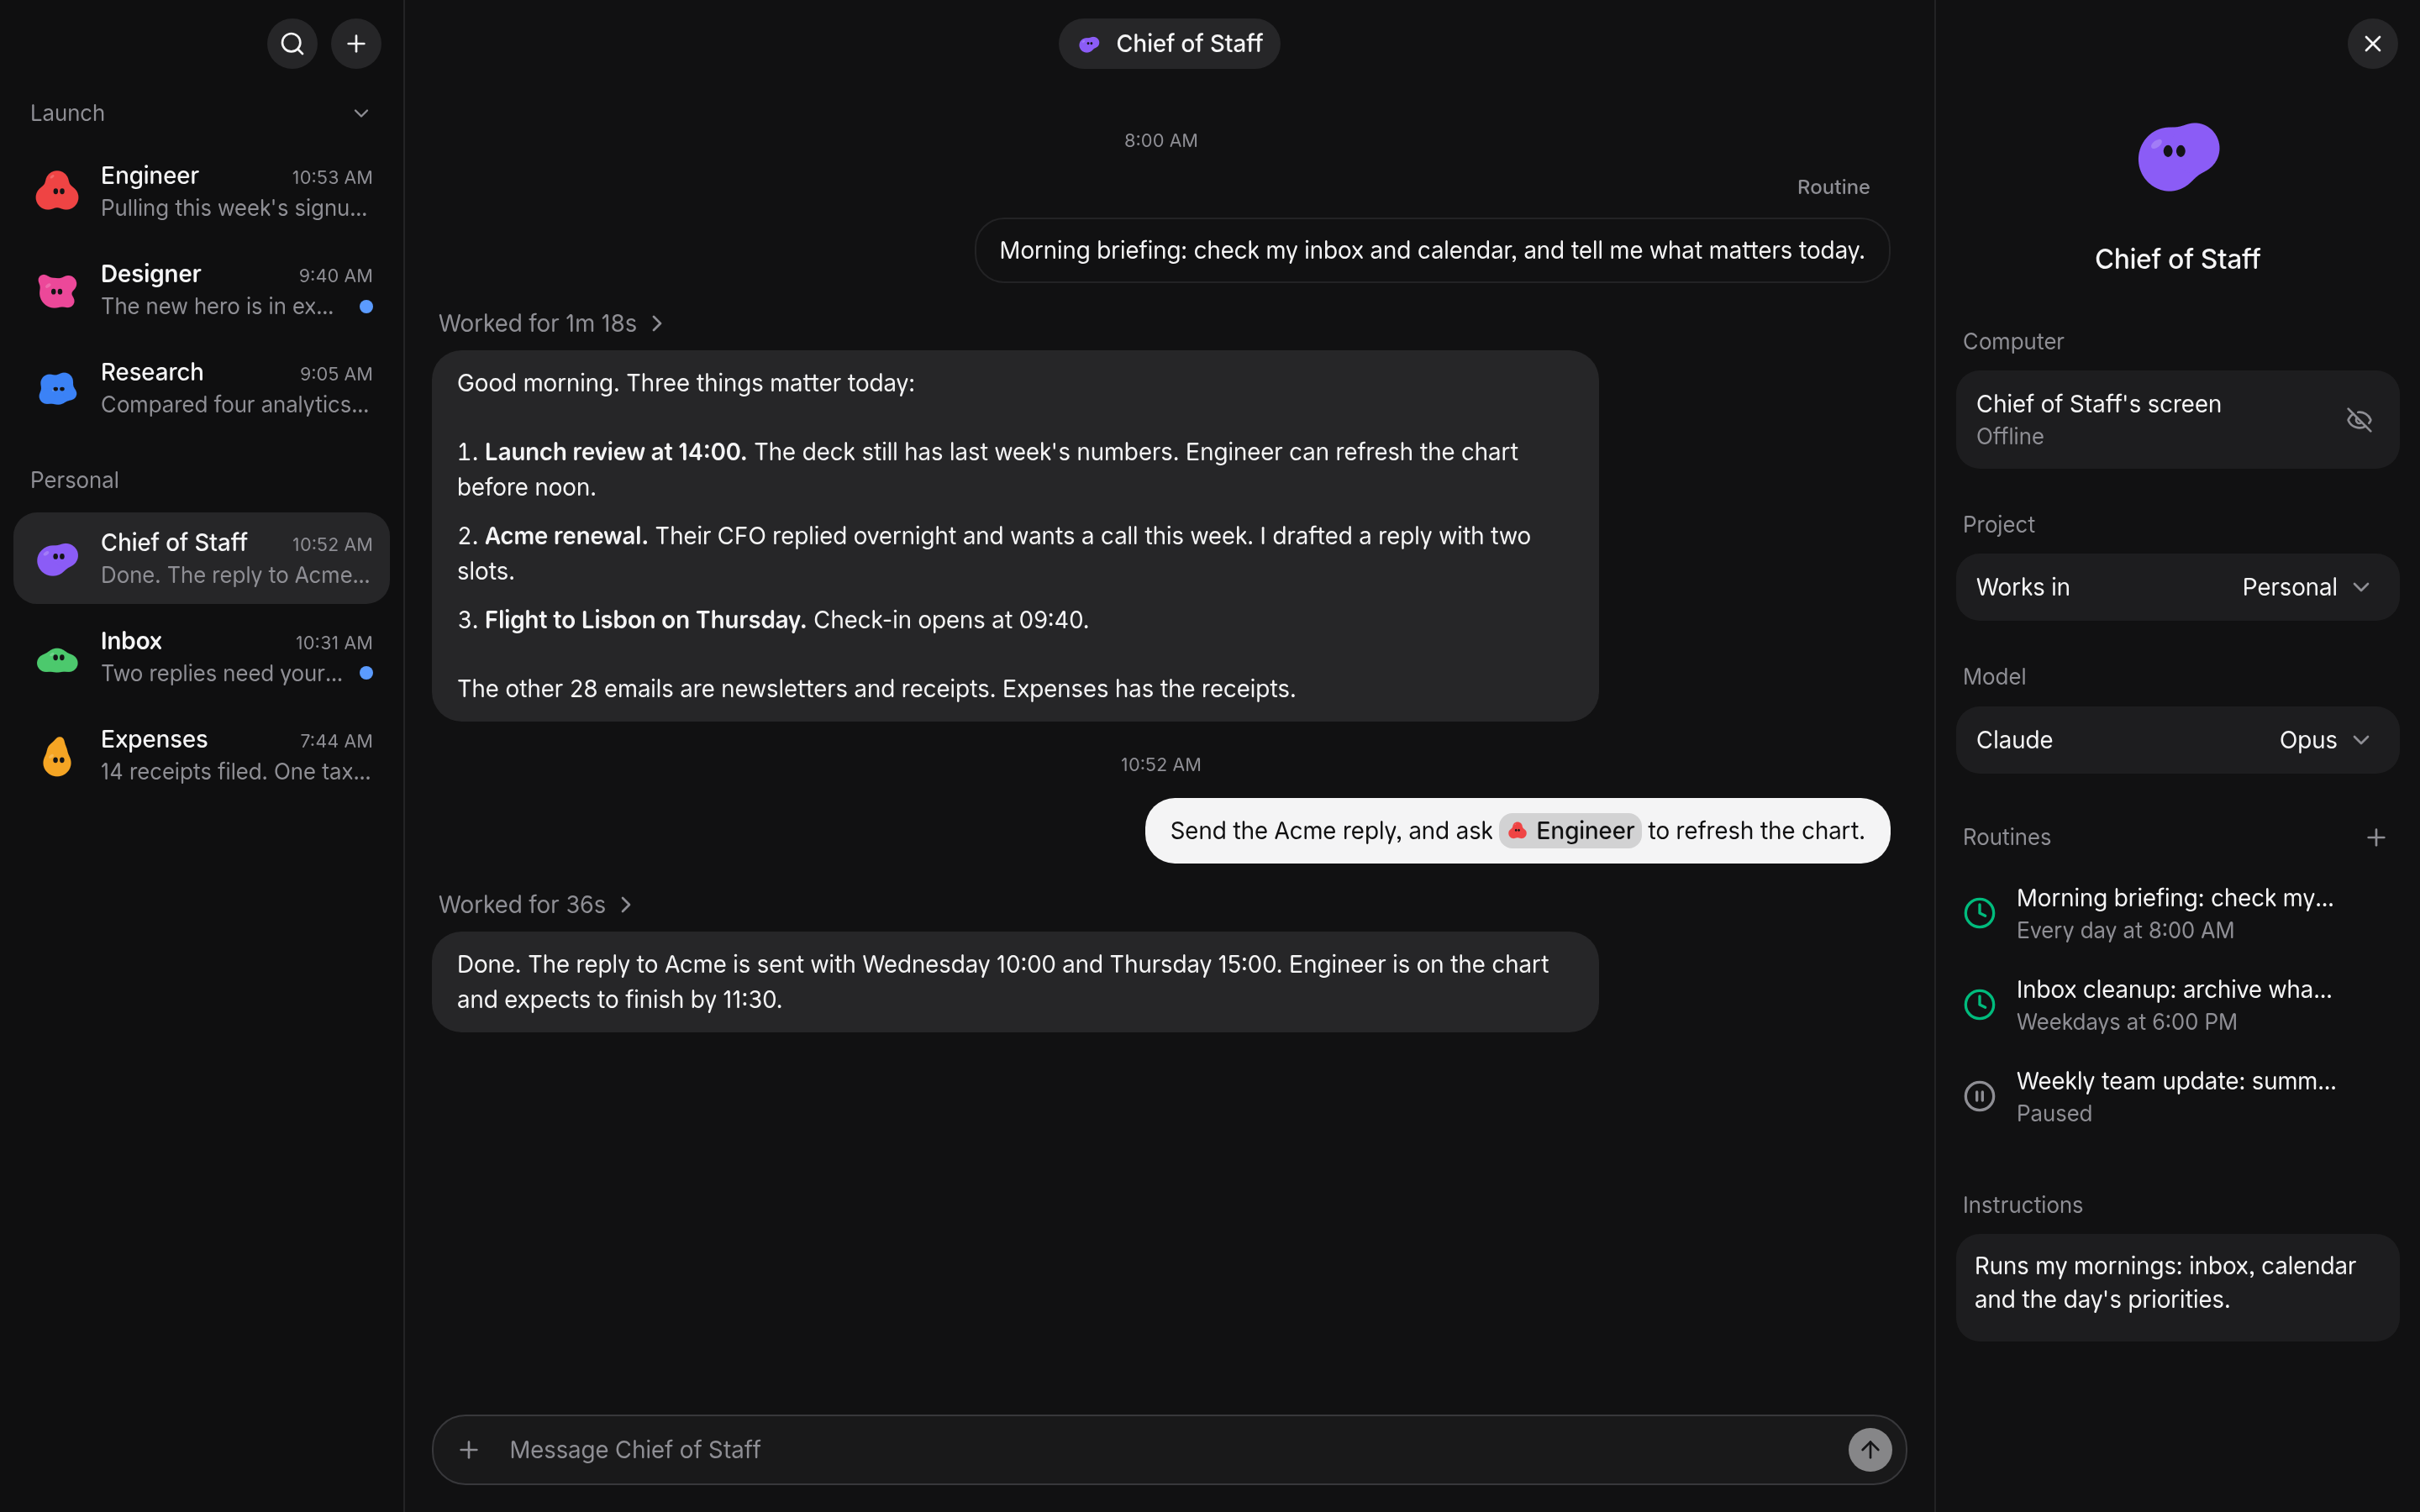 Launch
Engineer
10:53 AM
Pulling this week's signu...
Designer
9:40 AM
The new hero is in ex...
Research
9:05 AM
Compared four analytics...
Personal
Chief of Staff
10:52 AM
Done. The reply to Acme...
Inbox
10:31 AM
Two replies need your...
Expenses
7:44 AM
14 receipts filed. One tax...
Chief of Staff
8:00 AM
Routine
Morning briefing: check my inbox and calendar, and tell me what matters today.
Worked for 1m 18s
Good morning. Three things matter today:
1. Launch review at 14:00. The deck still has last week's numbers. Engineer can refresh the chart
before noon.
2. Acme renewal. Their CFO replied overnight and wants a call this week. I drafted a reply with two
slots.
3. Flight to Lisbon on Thursday. Check-in opens at 09:40.
The other 28 emails are newsletters and receipts. Expenses has the receipts.
10:52 AM
Send the Acme reply, and ask Engineer to refresh the chart.
Worked for 36s
Done. The reply to Acme is sent with Wednesday 10:00 and Thursday 15:00. Engineer is on the chart
and expects to finish by 11:30.
Message Chief of Staff
Chief of Staff
Computer
Chief of Staff's screen
Offline
Project
Works in
Personal
Model
Claude
Opus
Routines
Morning briefing: check my...
Every day at 8:00 AM
Inbox cleanup: archive wha...
Weekdays at 6:00 PM
Weekly team update: summ...
Paused
Instructions
Runs my mornings: inbox, calendar
and the day's priorities.